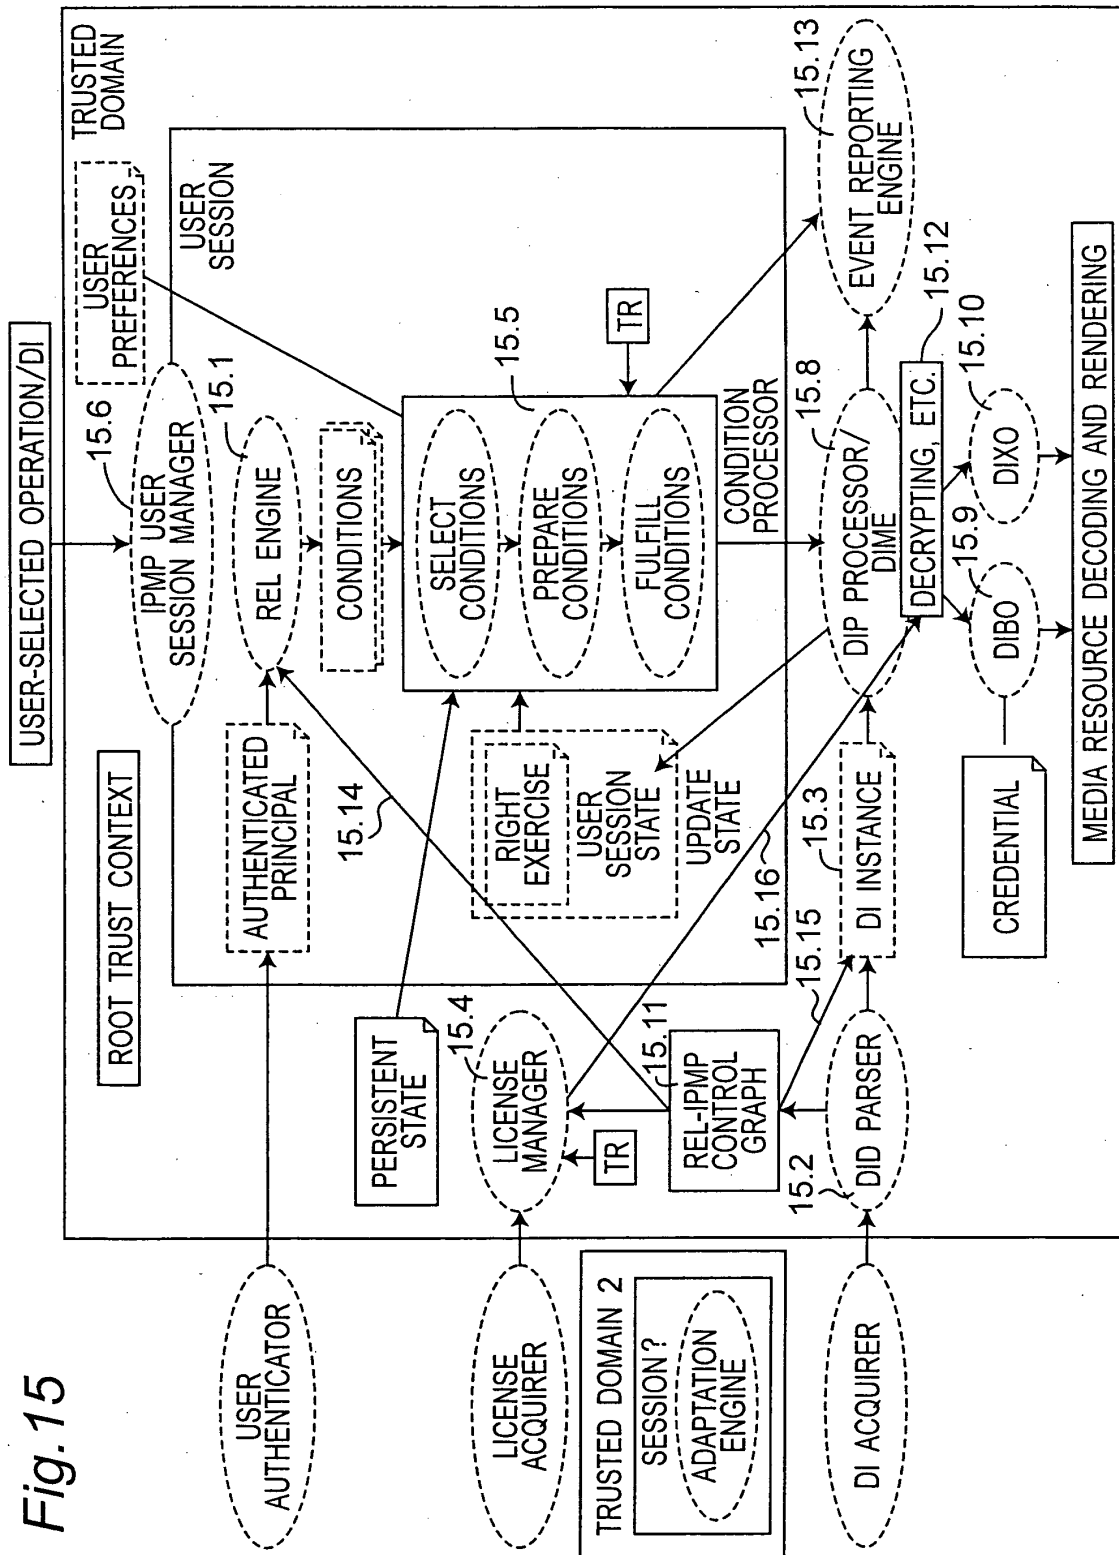 Fig.15
USER-SELECTED OPERATION/DI
TRUSTED
DOMAIN
ROOT TRUST CONTEXT
15.6
IPMP USER
SESSION MANAGER
USER
PREFERENCES
USER
AUTHENTICATOR
AUTHENTICATED
PRINCIPAL
REL ENGINE
15.1
USER
SESSION
15.14
CONDITIONS
PERSISTENT
STATE
SELECT
CONDITIONS
15.5
PREPARE
CONDITIONS
FULFILL
CONDITIONS
TR
CONDITION
PROCESSOR
RIGHT
EXERCISE
USER
SESSION
STATE
UPDATE
STATE
LICENSE
ACQUIRER
LICENSE
MANAGER
15.4
TR
TRUSTED DOMAIN 2
SESSION?
ADAPTATION
ENGINE
REL-IPMP
CONTROL
GRAPH
15.11
15.16
15.15
DI ACQUIRER
15.2
DID PARSER
DI INSTANCE
15.3
DIP PROCESSOR/
DIME
15.8
EVENT REPORTING
ENGINE
15.13
DECRYPTING, ETC.
15.12
CREDENTIAL
DIBO
15.9
DIXO
15.10
MEDIA RESOURCE DECODING AND RENDERING